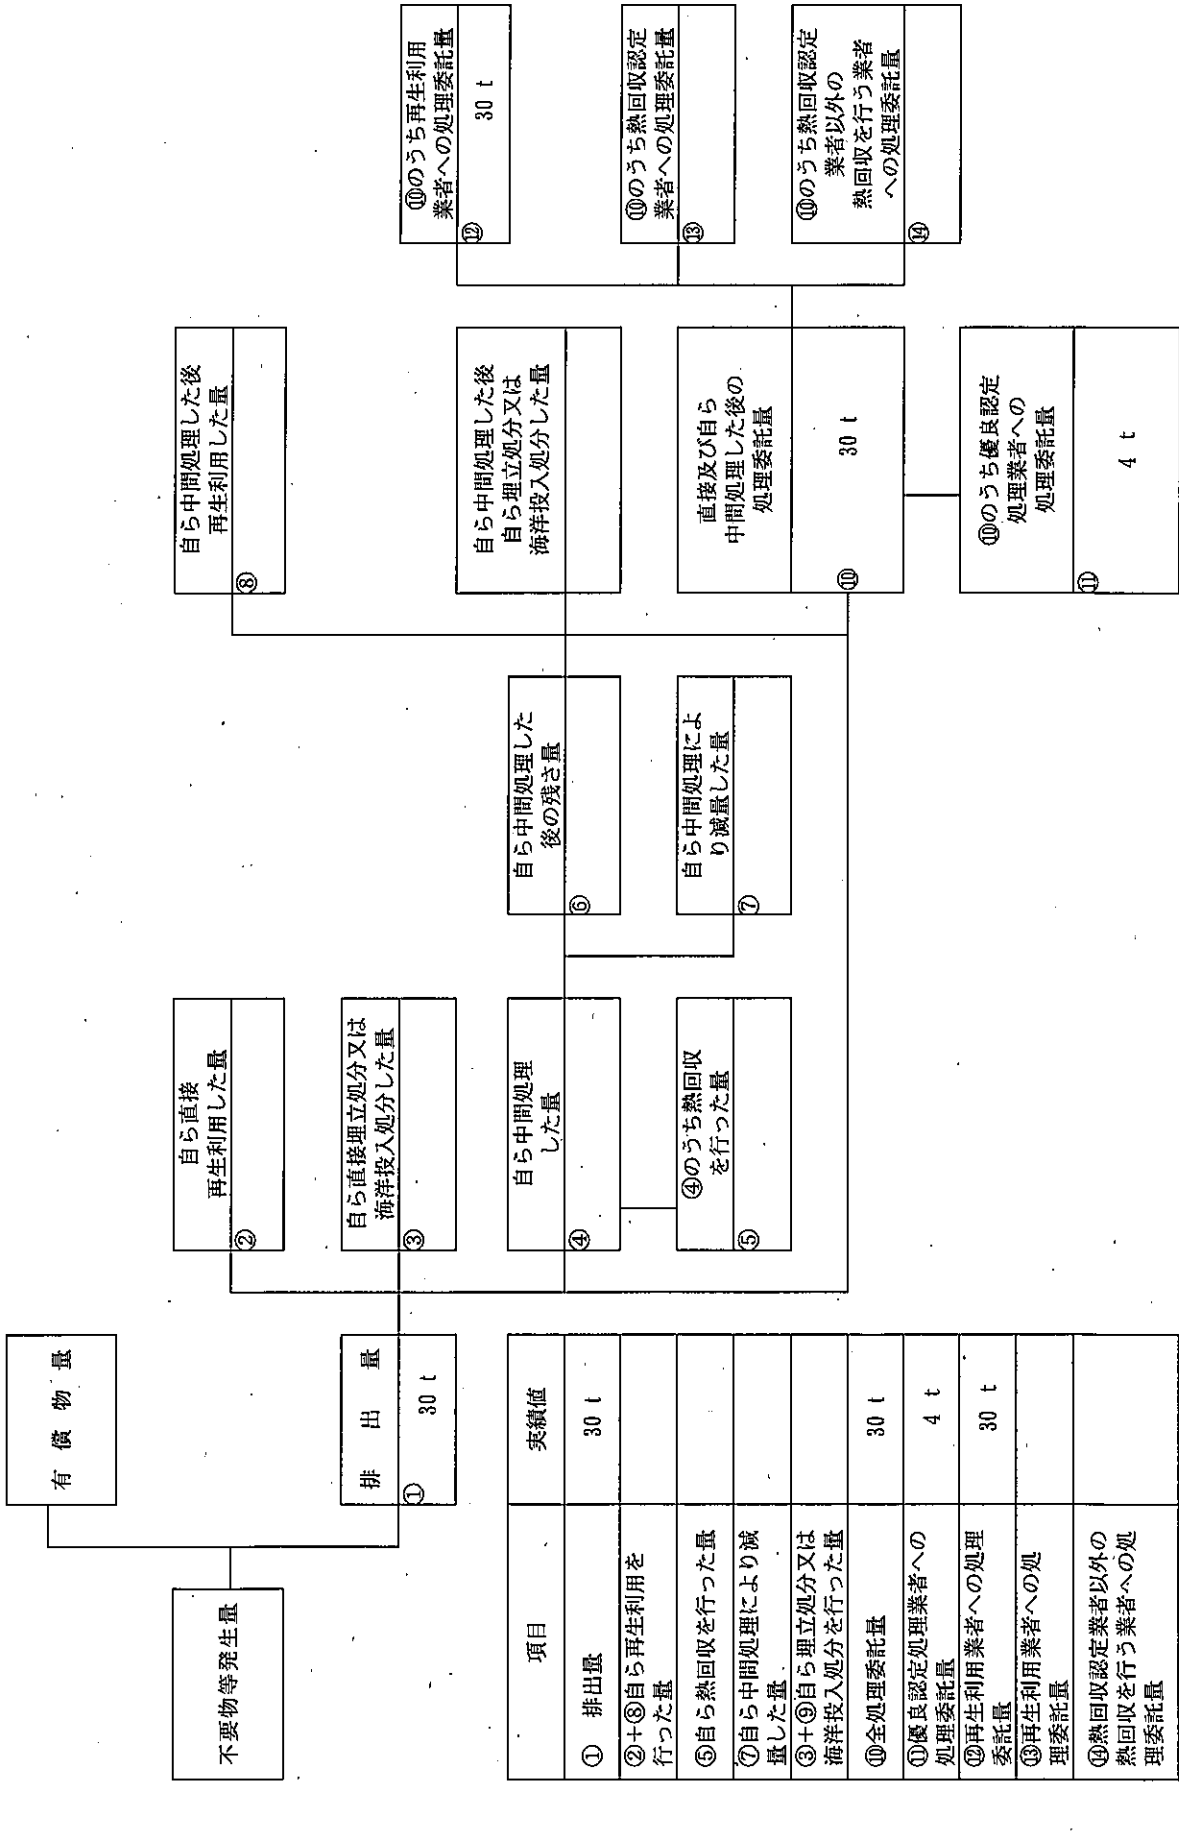 不要物等発生量
有償物量
排出量
①
30 t
自ら直接
再生利用した量
②
自ら直接埋立処分又は
海洋投入処分した量
③
自ら中間処理
した量
④
④のうち熱回収
を行った量
⑤
自ら中間処理した
後の残さ量
⑥
自ら中間処理によ
り減量した量
⑦
自ら中間処理した後
再生利用した量
⑧
自ら中間処理した後
自ら埋立処分又は
海洋投入処分した量
直接及び自ら
中間処理した後の
処理委託量
⑩
30 t
⑩のうち優良認定
処理業者への
処理委託量
⑪
4 t
⑩のうち再生利用
業者への処理委託量
⑫
30 t
⑩のうち熱回収認定
業者への処理委託量
⑬
⑩のうち熱回収認定
業者以外の
熱回収を行う業者
への処理委託量
⑭
項目 実績値
① 排出量 30 t
②+⑧自ら再生利用を
行った量
⑤自ら熱回収を行った量
⑦自ら中間処理により減
量した量
③+⑨自ら埋立処分又は
海洋投入処分を行った量
⑩全処理委託量 30 t
⑪優良認定処理業者への
処理委託量 4 t
⑫再生利用業者への処理
委託量 30 t
⑬再生利用業者への処
理委託量
⑭熱回収認定業者以外の
熱回収を行う業者への処
理委託量